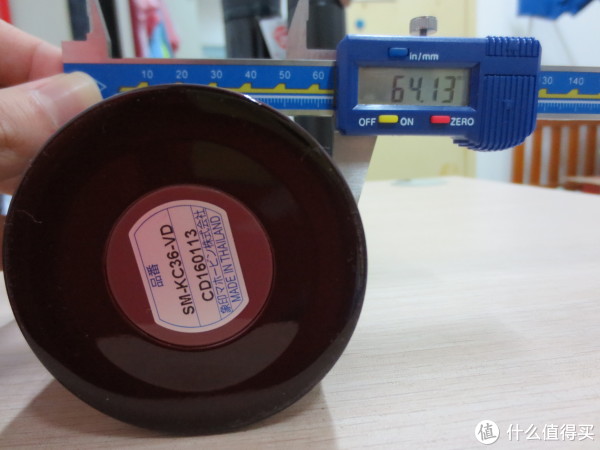 in/mm
10 20 30 40 50 60
64.13
30 140
OFF ON ZERO
品番
SM-KC36-VD
CD160113
象印マホービン株式会社
MADE IN THAILAND
值 什么值得买